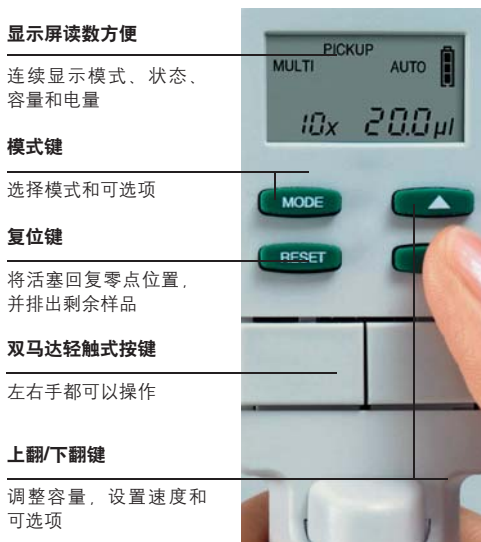 显示屏读数方便
连续显示模式、状态、
容量和电量
模式键
选择模式和可选项
复位键
将活塞回复零点位置，
并排出剩余样品
双马达轻触式按键
左右手都可以操作
上翻/下翻键
调整容量，设置速度和
可选项
PICKUP
MULTI AUTO
10x 20.0 µl
MODE
RESET